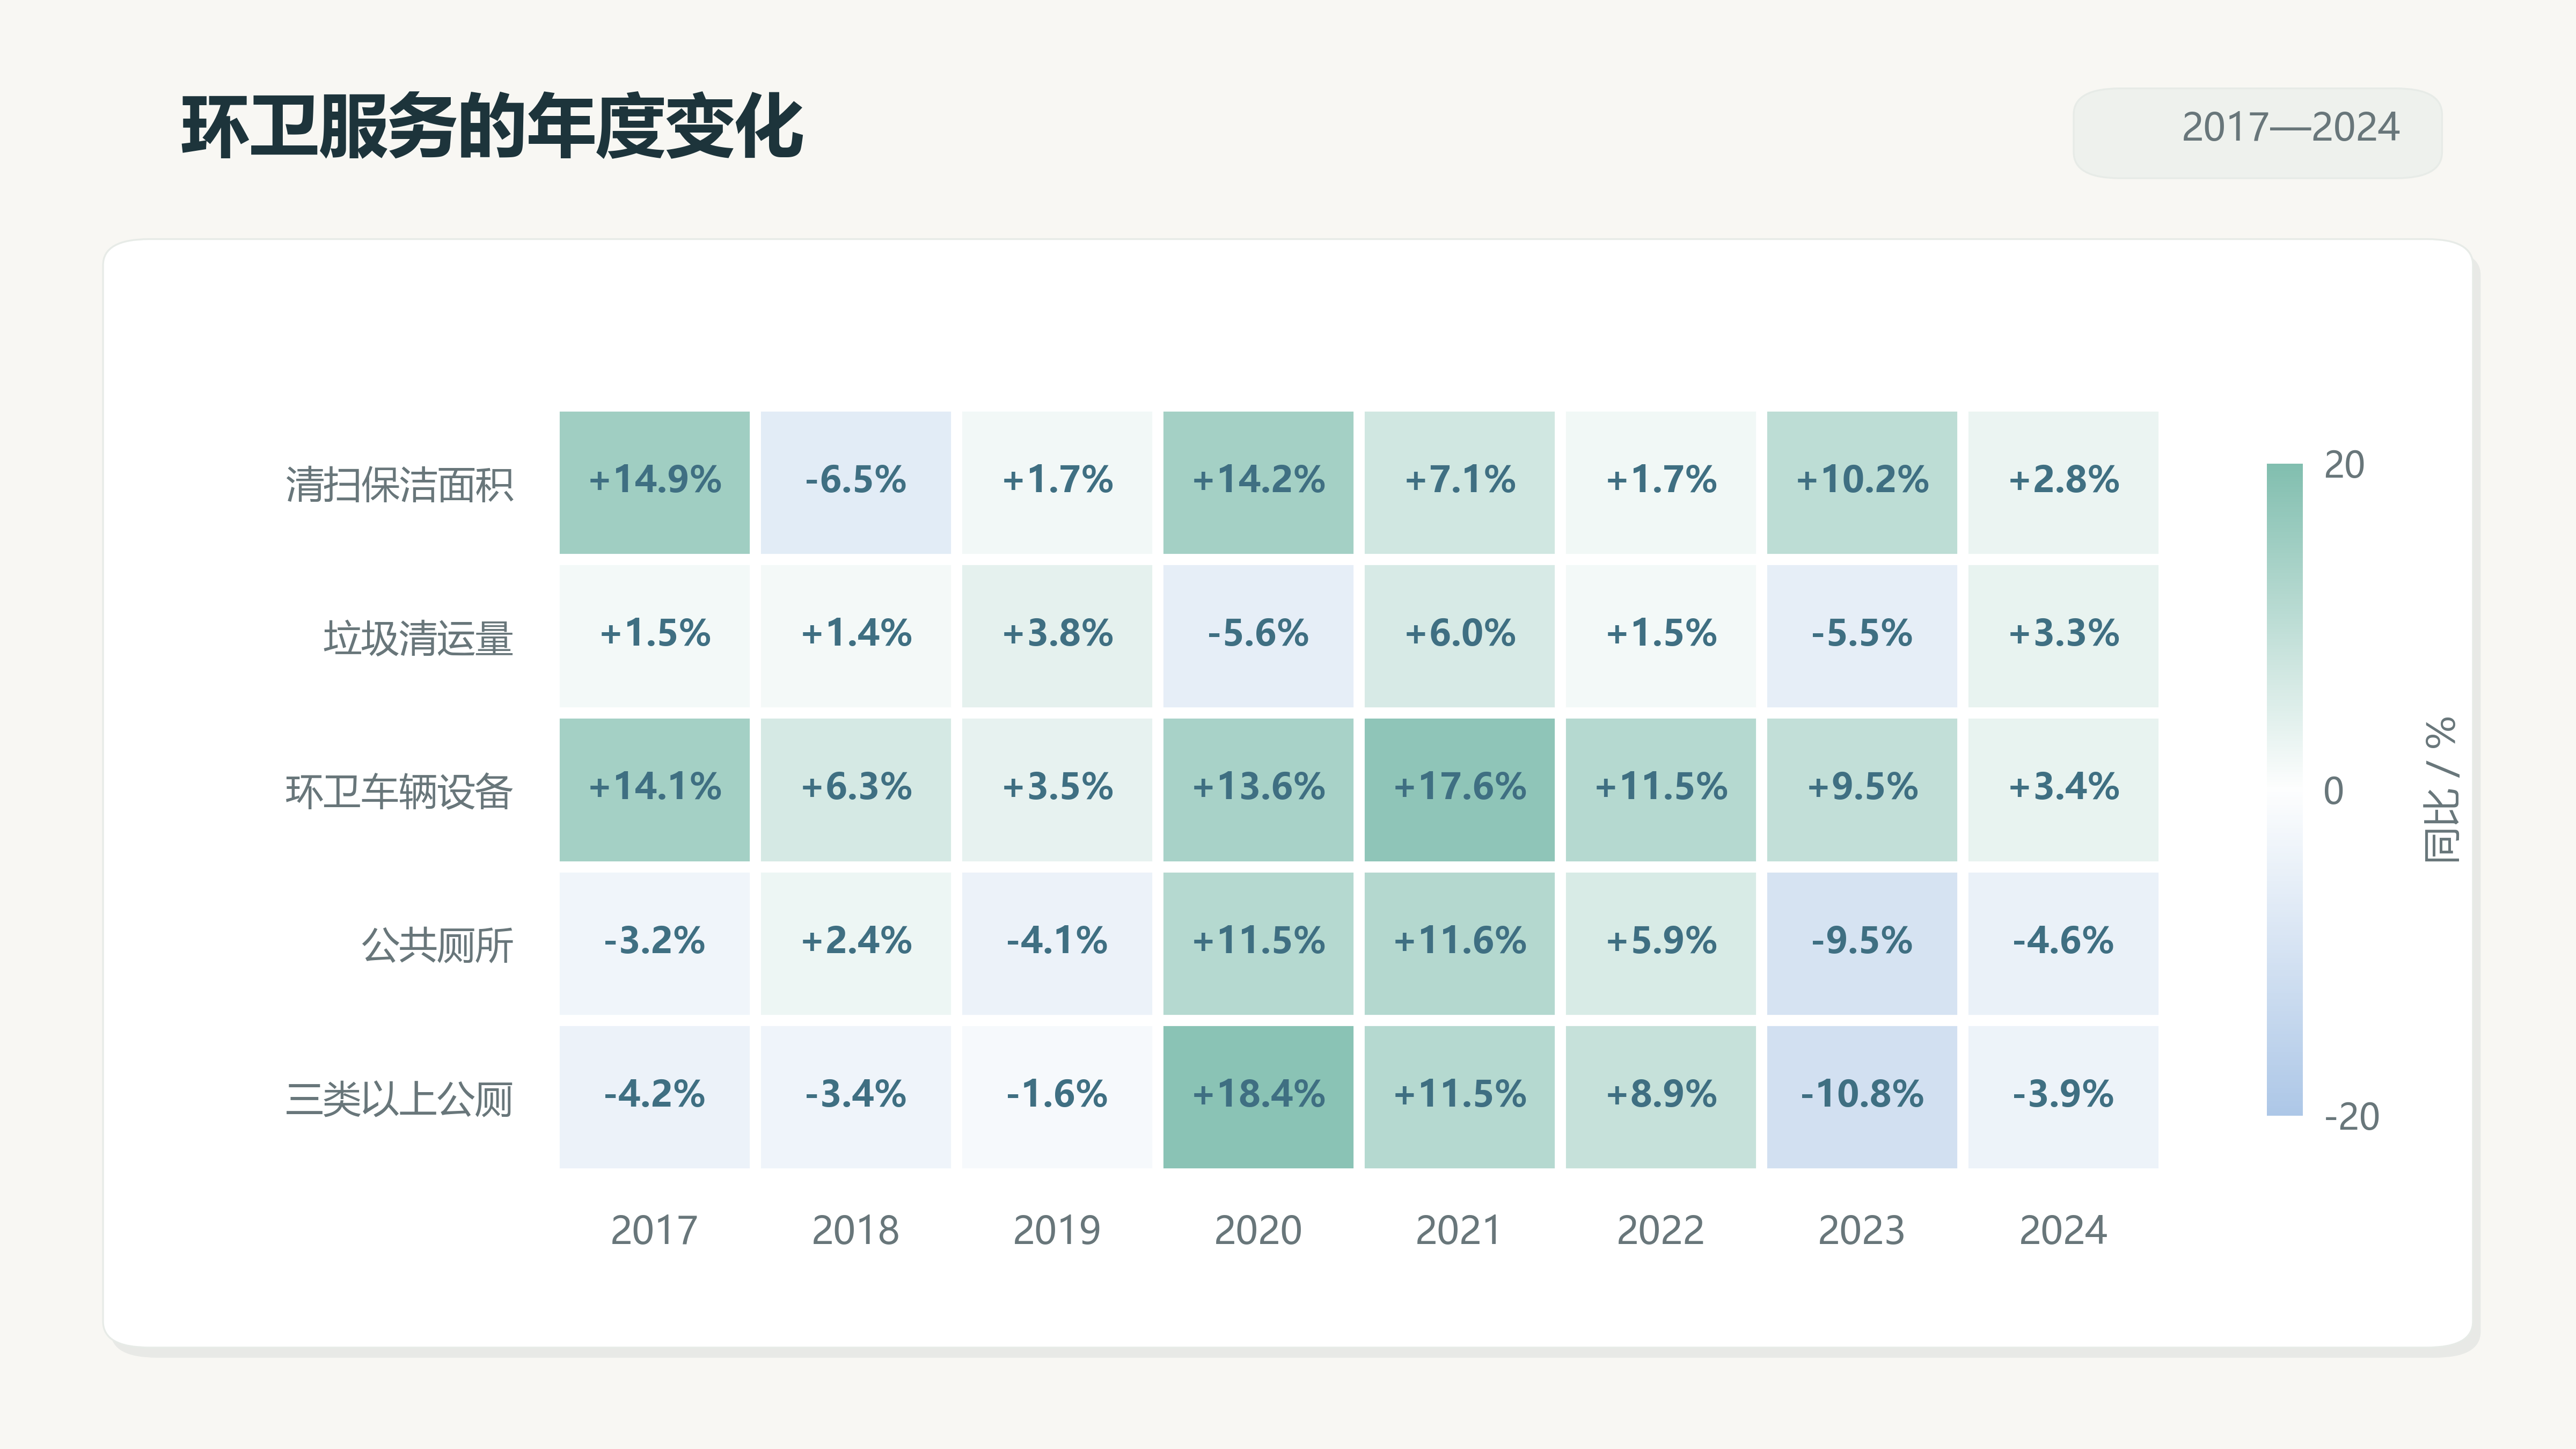 环卫服务的年度变化
2017—2024
清扫保洁面积 +14.9% -6.5% +1.7% +14.2% +7.1% +1.7% +10.2% +2.8%
垃圾清运量 +1.5% +1.4% +3.8% -5.6% +6.0% +1.5% -5.5% +3.3%
环卫车辆设备 +14.1% +6.3% +3.5% +13.6% +17.6% +11.5% +9.5% +3.4%
公共厕所 -3.2% +2.4% -4.1% +11.5% +11.6% +5.9% -9.5% -4.6%
三类以上公厕 -4.2% -3.4% -1.6% +18.4% +11.5% +8.9% -10.8% -3.9%
2017 2018 2019 2020 2021 2022 2023 2024
20
0
-20
同比 / %